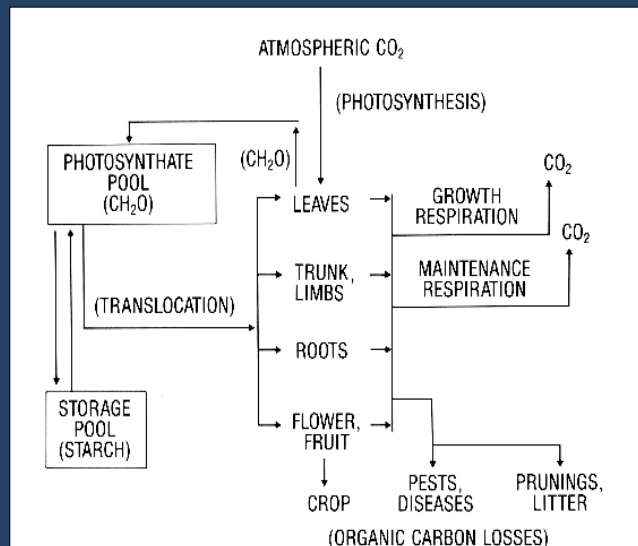 ATMOSPHERIC CO₂
(PHOTOSYNTHESIS)
(CH₂O)
PHOTOSYNTHATE
POOL
(CH₂O)
LEAVES
GROWTH
RESPIRATION
CO₂
CO₂
(TRANSLOCATION)
TRUNK,
LIMBS
MAINTENANCE
RESPIRATION
ROOTS
STORAGE
POOL
(STARCH)
FLOWER,
FRUIT
CROP
PESTS,
DISEASES
PRUNINGS,
LITTER
(ORGANIC CARBON LOSSES)